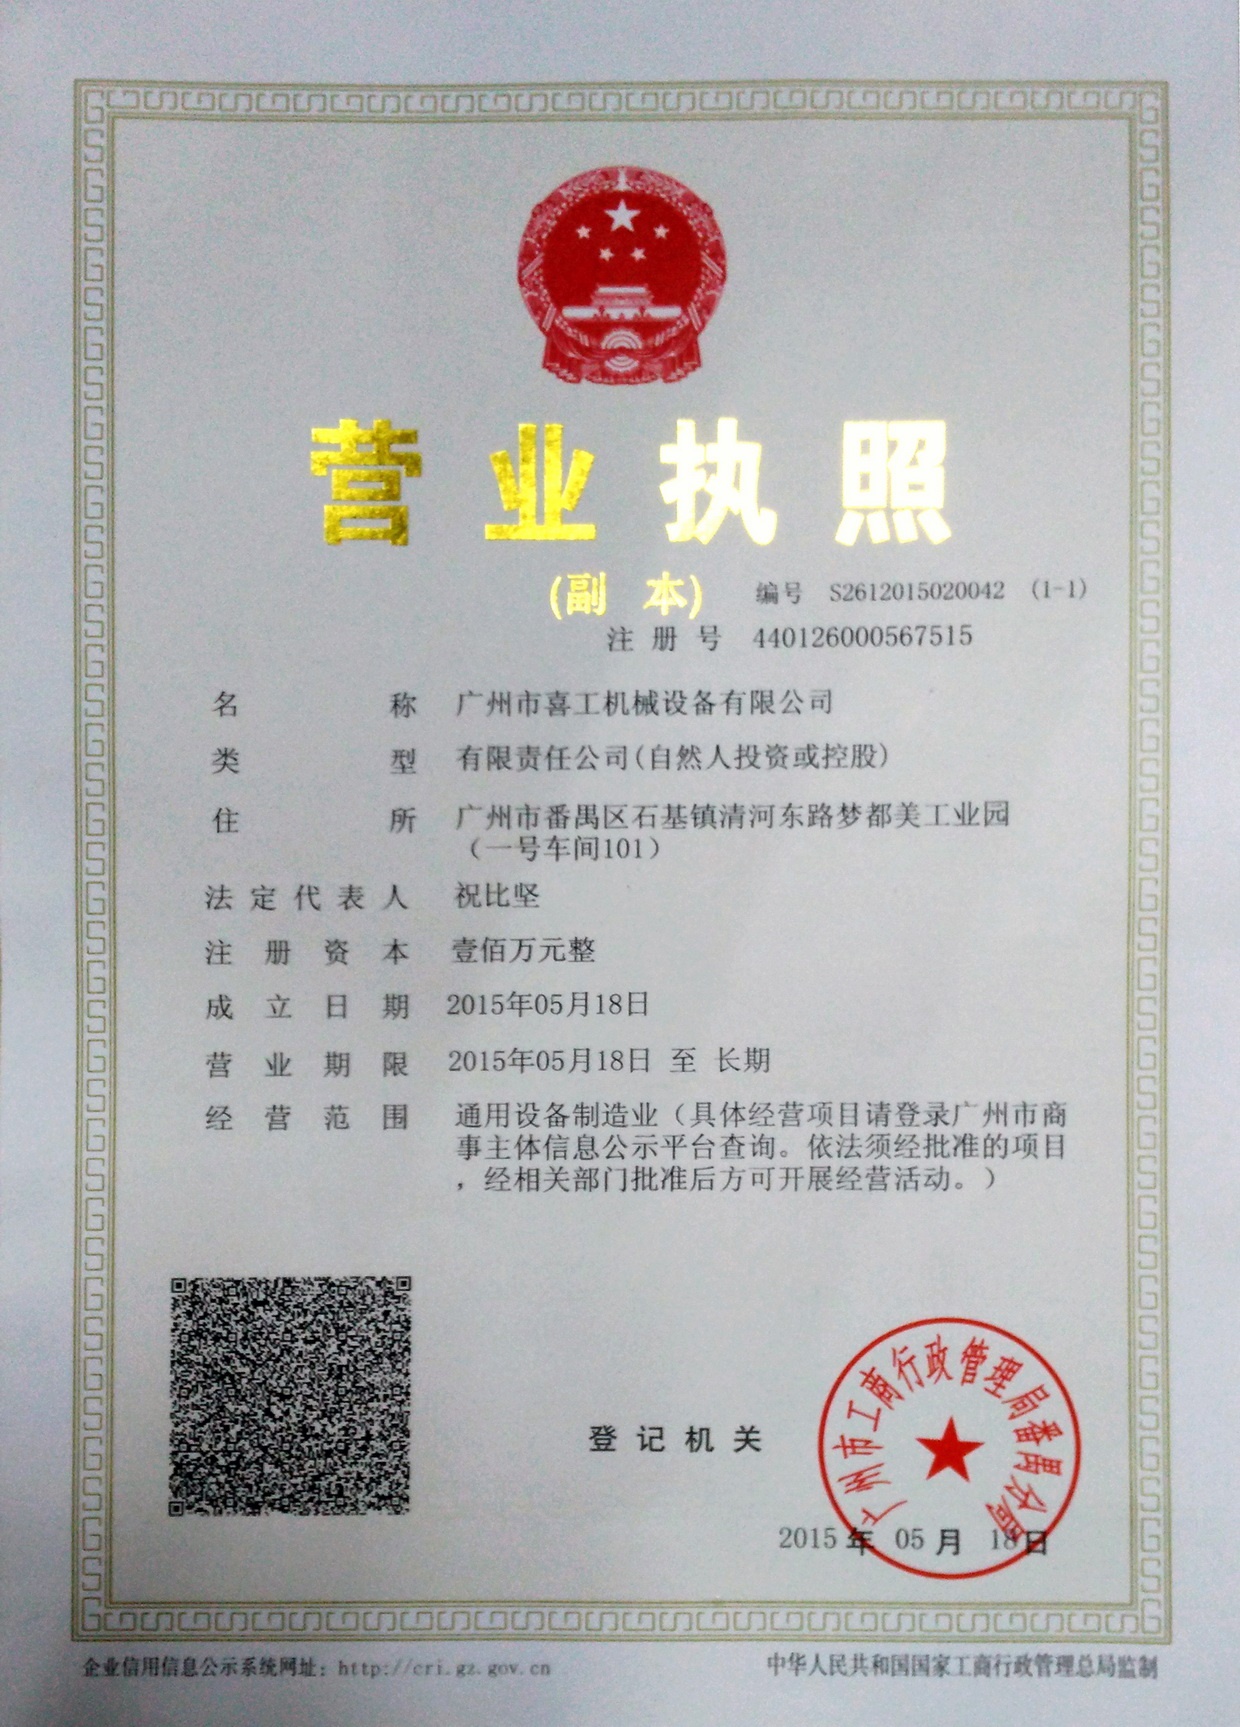 营业执照
(副 本)
编号 S2612015020042 (1-1)
注册号 440126000567515
名称 广州市喜工机械设备有限公司
类型 有限责任公司(自然人投资或控股)
住所 广州市番禺区石基镇清河东路梦都美工业园
（一号车间101）
法定代表人 祝比坚
注册资本 壹佰万元整
成立日期 2015年05月18日
营业期限 2015年05月18日 至 长期
经营范围 通用设备制造业（具体经营项目请登录广州市商
事主体信息公示平台查询。依法须经批准的项目
，经相关部门批准后方可开展经营活动。）
登记机关
广州市工商行政管理局番禺分局
2015 年 05 月 18 日
企业信用信息公示系统网址：http://cri.gz.gov.cn
中华人民共和国国家工商行政管理总局监制